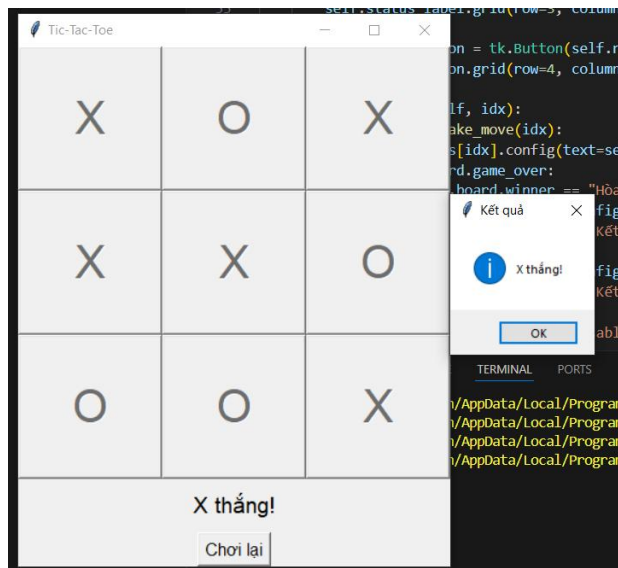 self.status_label.grid(row=3, column
Tic-Tac-Toe
on = tk.Button(self.r
on.grid(row=4, column
X O X
lf, idx):
ake_move(idx):
s[idx].config(text=se
rd.game_over:
.board.winner == "Hòa
Kết quả
fig
Kết
X X O
X thắng!
fig
Kết
OK
abl
TERMINAL PORTS
O O X
n/AppData/Local/Program
n/AppData/Local/Program
n/AppData/Local/Program
n/AppData/Local/Program
X thắng!
Chơi lại